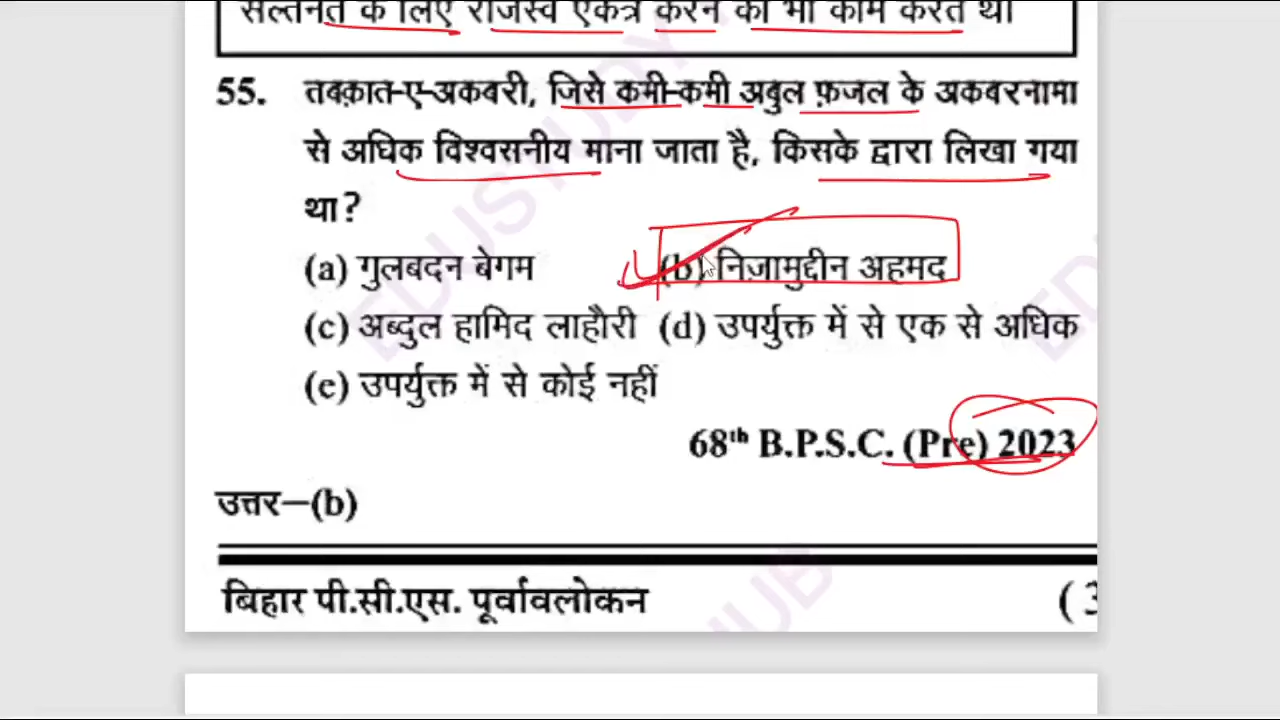 सल्तनत के लिए राजस्व एकत्र करने का भी काम करते थे
55. तबक़ात-ए-अकबरी, जिसे कभी-कभी अबुल फ़जल के अकबरनामा
से अधिक विश्वसनीय माना जाता है, किसके द्वारा लिखा गया
था?
(a) गुलबदन बेगम (b) निज़ामुद्दीन अहमद
(c) अब्दुल हामिद लाहौरी (d) उपर्युक्त में से एक से अधिक
(e) उपर्युक्त में से कोई नहीं
68th B.P.S.C. (Pre) 2023
उत्तर—(b)
बिहार पी.सी.एस. पूर्वावलोकन